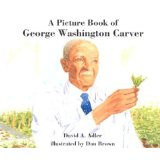 A Picture Book of
George Washington Carver
David A. Adler
Illustrated by Dan Brown